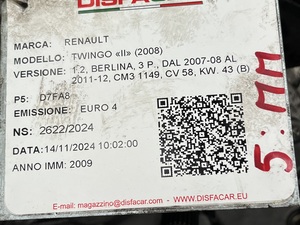 DISFACAR
MARCA: RENAULT
MODELLO: TWINGO «II» (2008)
VERSIONE: 1.2, BERLINA, 3 P., DAL 2007-08 AL
2011-12, CM3 1149, CV 58, KW. 43 (B)
P5: D7FA8
EMISSIONE: EURO 4
NS: 2622/2024
DATA:14/11/2024 10:02:00
ANNO IMM: 2009
E-mail: magazzino@disfacar.eu WWW.DISFACAR.EU
5:MM